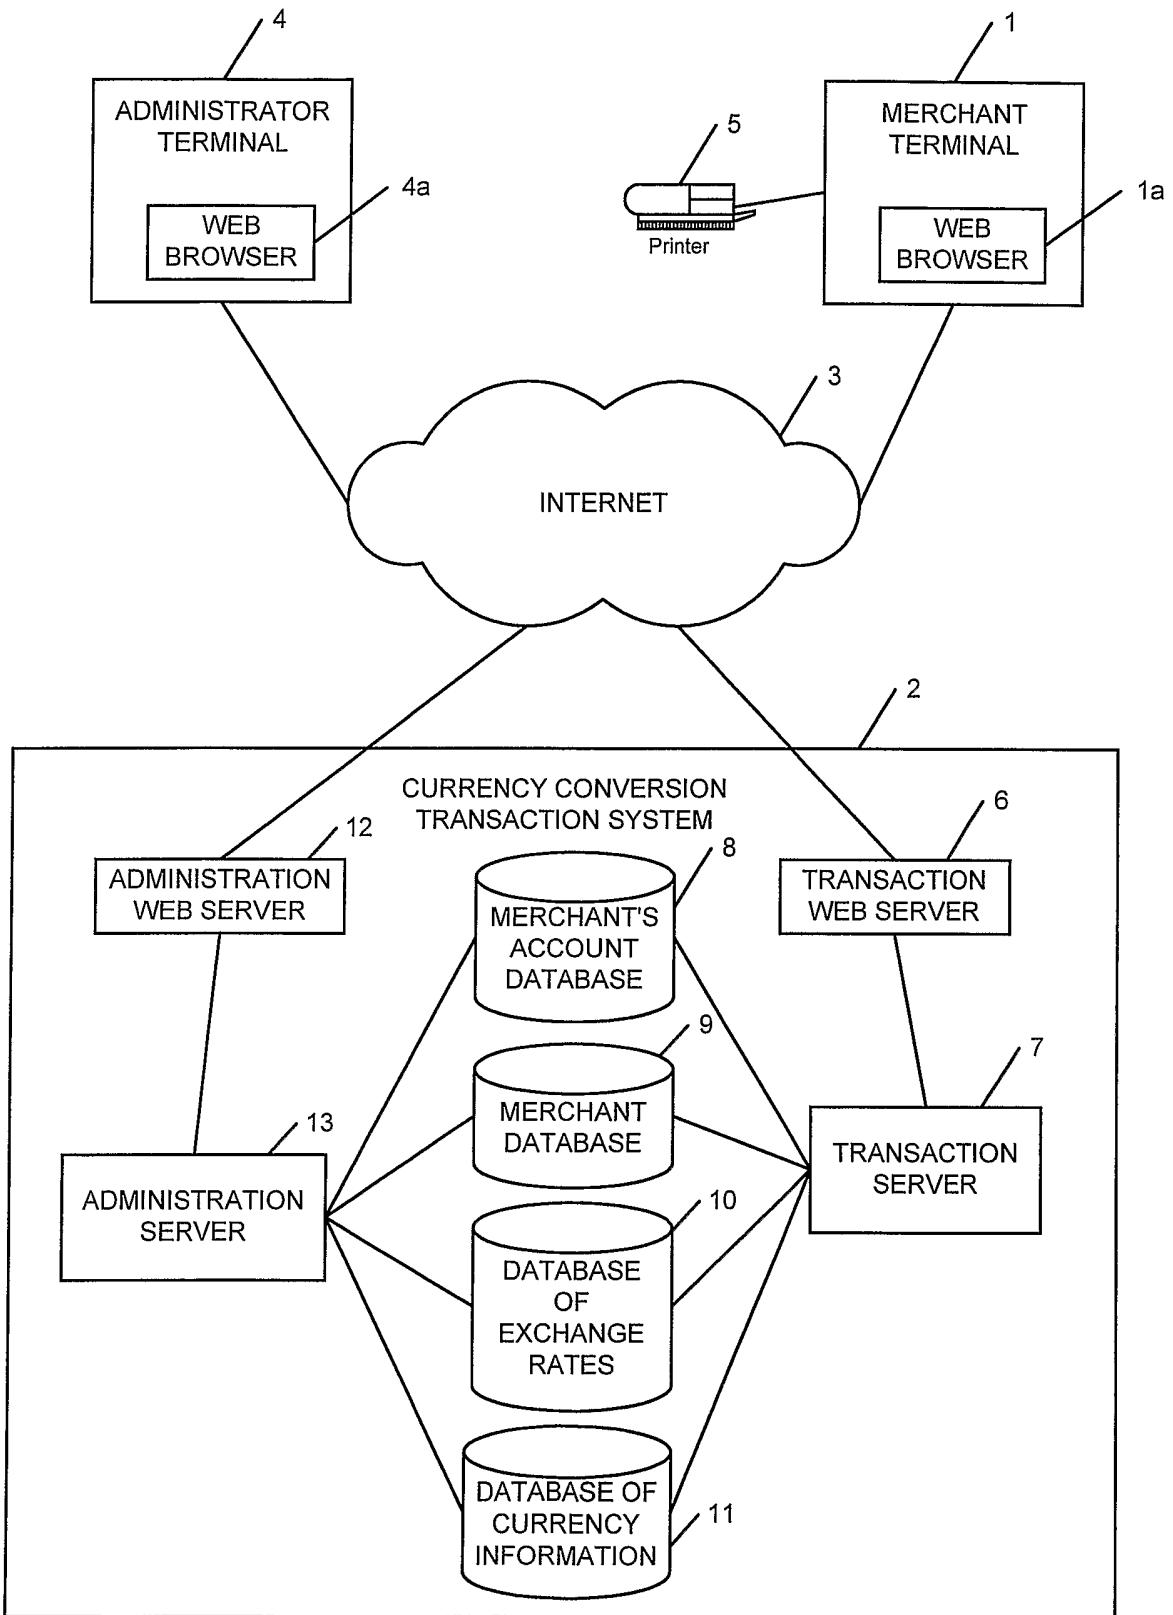 4
1
ADMINISTRATOR
TERMINAL
4a
WEB
BROWSER
5
Printer
MERCHANT
TERMINAL
1a
WEB
BROWSER
3
INTERNET
2
CURRENCY CONVERSION
TRANSACTION SYSTEM
12
ADMINISTRATION
WEB SERVER
8
MERCHANT'S
ACCOUNT
DATABASE
6
TRANSACTION
WEB SERVER
9
MERCHANT
DATABASE
7
TRANSACTION
SERVER
13
ADMINISTRATION
SERVER
10
DATABASE
OF
EXCHANGE
RATES
DATABASE OF
CURRENCY
INFORMATION
11